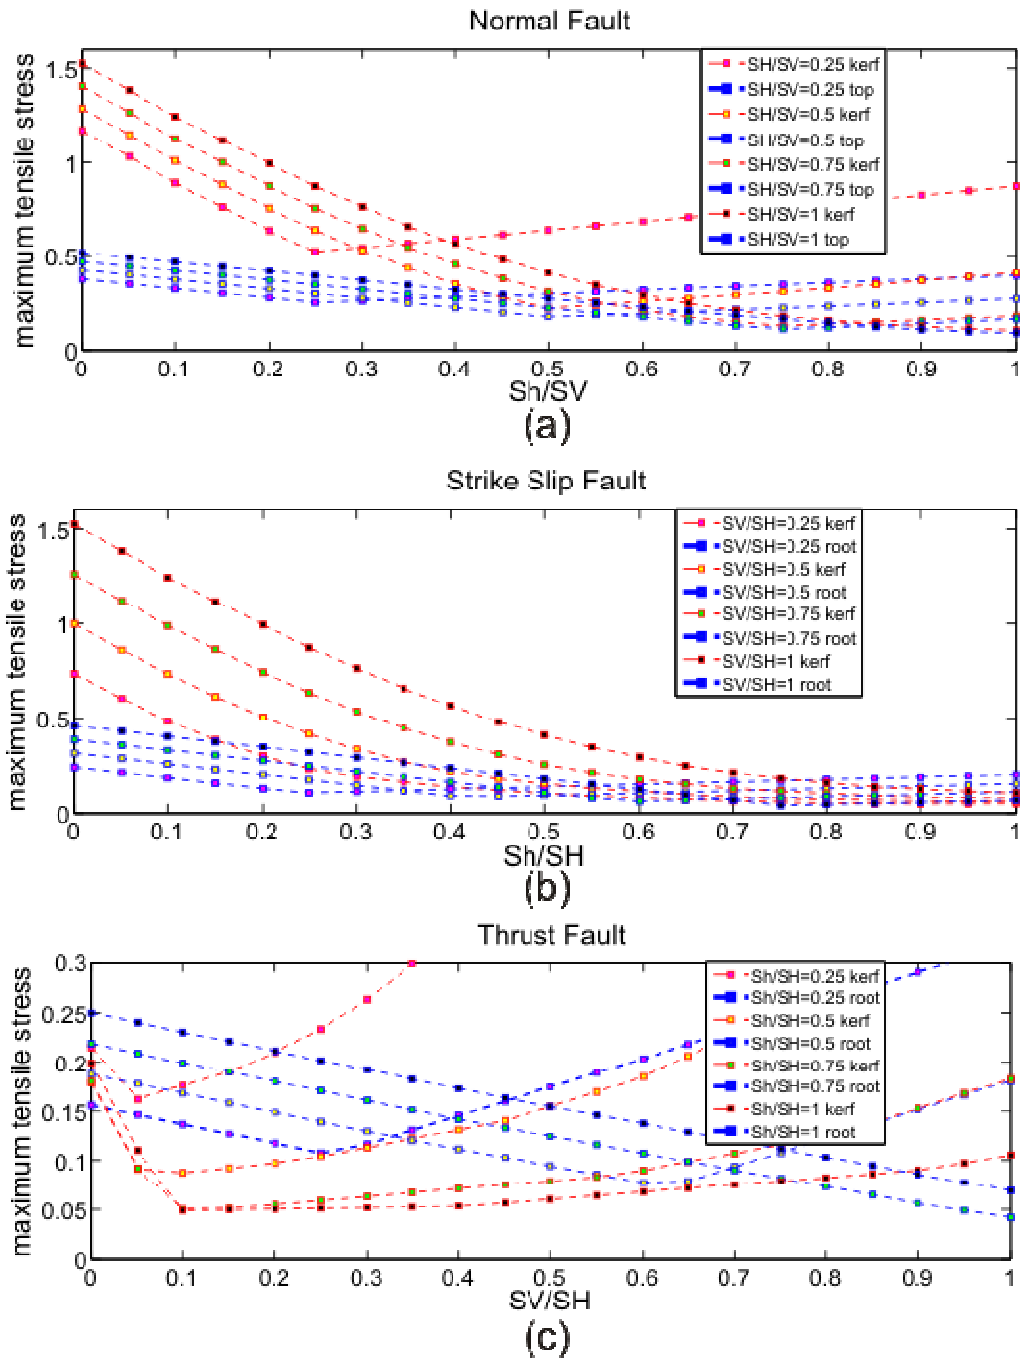 Normal Fault
maximum tensile stress
1.5
1
0.5
0
SH/SV=0.25 kerf
SH/SV=0.25 top
SH/SV=0.5 kerf
SH/SV=0.5 top
SH/SV=0.75 kerf
SH/SV=0.75 top
SH/SV=1 kerf
SH/SV=1 top
0 0.1 0.2 0.3 0.4 0.5 0.6 0.7 0.8 0.9 1
Sh/SV
(a)
Strike Slip Fault
maximum tensile stress
1.5
1
0.5
0
SV/SH=0.25 kerf
SV/SH=0.25 root
SV/SH=0.5 kerf
SV/SH=0.5 root
SV/SH=0.75 kerf
SV/SH=0.75 root
SV/SH=1 kerf
SV/SH=1 root
0 0.1 0.2 0.3 0.4 0.5 0.6 0.7 0.8 0.9 1
Sh/SH
(b)
Thrust Fault
maximum tensile stress
0.3
0.25
0.2
0.15
0.1
0.05
0
Sh/SH=0.25 kerf
Sh/SH=0.25 root
Sh/SH=0.5 kerf
Sh/SH=0.5 root
Sh/SH=0.75 kerf
Sh/SH=0.75 root
Sh/SH=1 kerf
Sh/SH=1 root
0 0.1 0.2 0.3 0.4 0.5 0.6 0.7 0.8 0.9 1
SV/SH
(c)